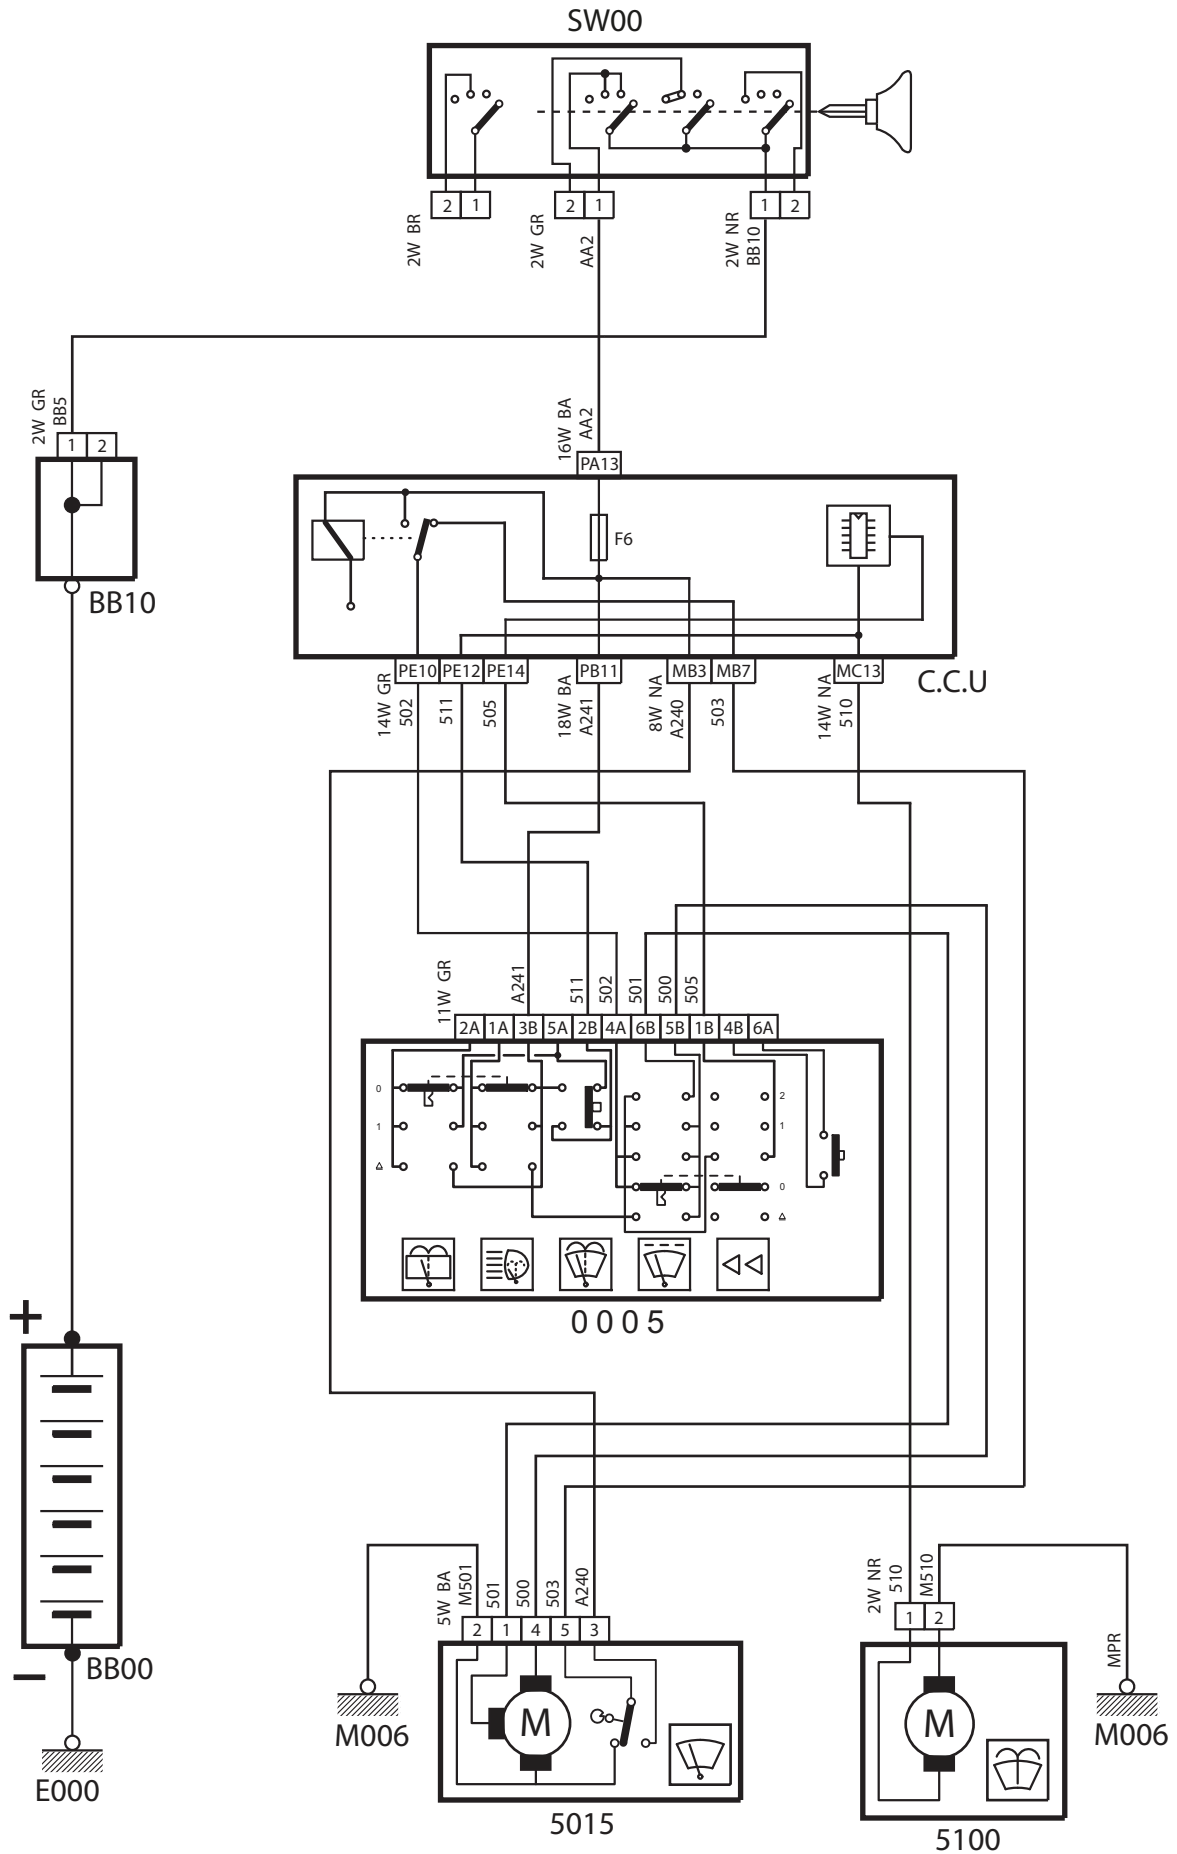 SW00
2 1 2 1 1 2
2W BR
2W GR
AA2
2W NR
BB10
2W GR
BB5
1 2
BB10
16W BA
AA2
PA13
F6
PE10 PE12 PE14 PB11 MB3 MB7 MC13
C.C.U
14W GR
502
511
505
18W BA
A241
8W NA
A240
503
14W NA
510
11W GR
A241
511
502
501
500
505
2A 1A 3B 5A 2B 4A 6B 5B 1B 4B 6A
0
2
1
1
0
0005
+
−
BB00
E000
5W BA
M501
501
500
503
A240
2 1 4 5 3
M
M006
5015
2W NR
510
M510
1 2
MPR
M
M006
5100